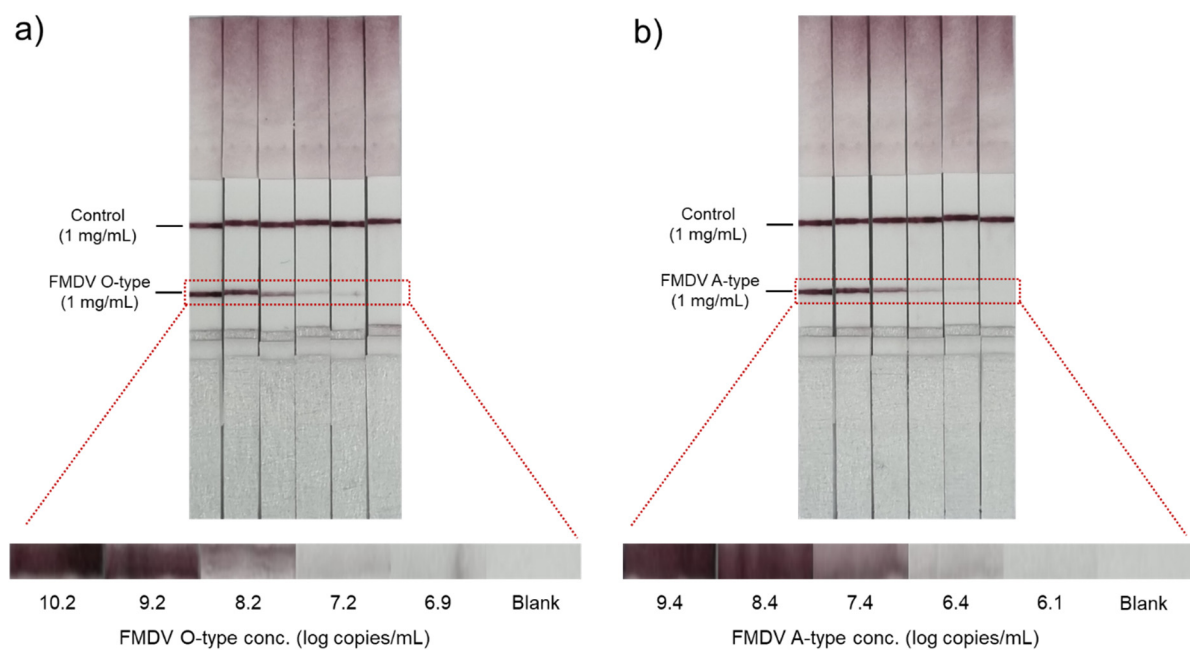 a)
Control
(1 mg/mL)
FMDV O-type
(1 mg/mL)
10.2 9.2 8.2 7.2 6.9 Blank
FMDV O-type conc. (log copies/mL)
b)
Control
(1 mg/mL)
FMDV A-type
(1 mg/mL)
9.4 8.4 7.4 6.4 6.1 Blank
FMDV A-type conc. (log copies/mL)